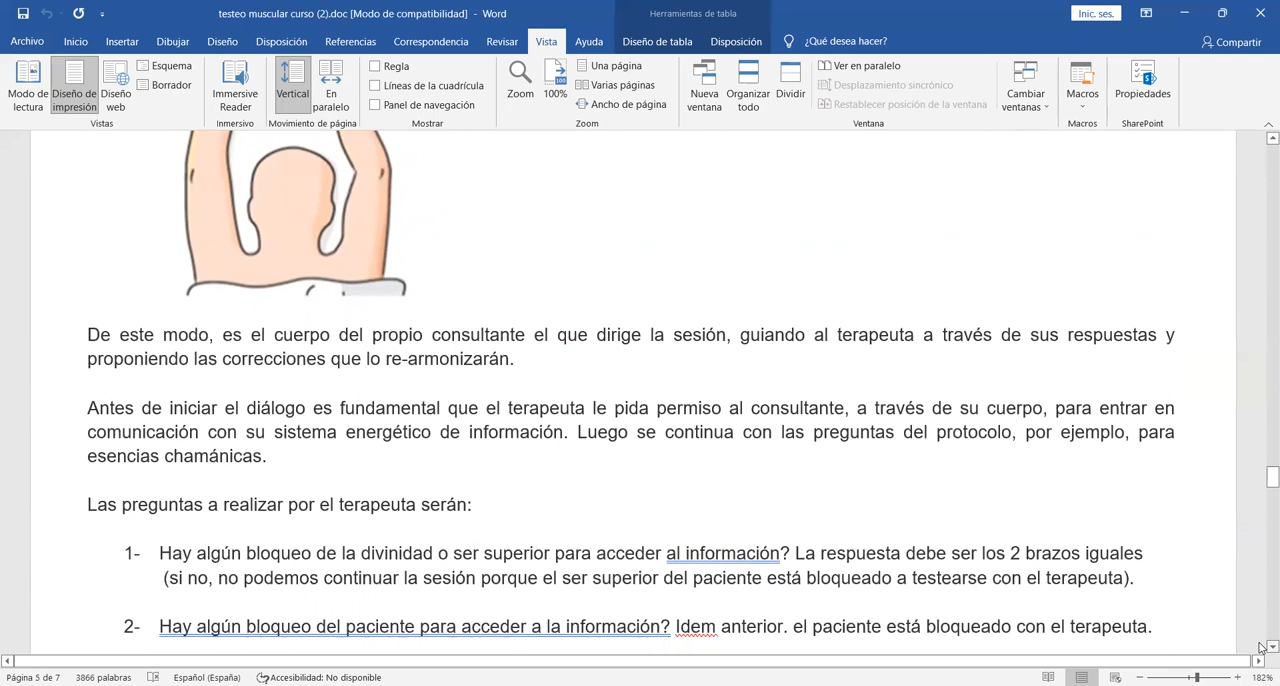 testeo muscular curso (2).doc [Modo de compatibilidad] - Word
Herramientas de tabla
Inic. ses.
Archivo Inicio Insertar Dibujar Diseño Disposición Referencias Correspondencia Revisar Vista Ayuda Diseño de tabla Disposición ¿Qué desea hacer? Compartir
Modo de lectura
Diseño de impresión
Diseño web
Esquema
Borrador
Vistas
Immersive Reader
Inmersivo
Vertical
En paralelo
Movimiento de página
Regla
Líneas de la cuadrícula
Panel de navegación
Mostrar
Zoom
100%
Una página
Varias páginas
Ancho de página
Zoom
Nueva ventana
Organizar todo
Dividir
Ver en paralelo
Desplazamiento sincrónico
Restablecer posición de la ventana
Ventana
Cambiar ventanas
Macros
Macros
Propiedades
SharePoint
De este modo, es el cuerpo del propio consultante el que dirige la sesión, guiando al terapeuta a través de sus respuestas y
proponiendo las correcciones que lo re-armonizarán.
Antes de iniciar el diálogo es fundamental que el terapeuta le pida permiso al consultante, a través de su cuerpo, para entrar en
comunicación con su sistema energético de información. Luego se continua con las preguntas del protocolo, por ejemplo, para
esencias chamánicas.
Las preguntas a realizar por el terapeuta serán:
1- Hay algún bloqueo de la divinidad o ser superior para acceder al información? La respuesta debe ser los 2 brazos iguales
(si no, no podemos continuar la sesión porque el ser superior del paciente está bloqueado a testearse con el terapeuta).
2- Hay algún bloqueo del paciente para acceder a la información? Idem anterior. el paciente está bloqueado con el terapeuta.
Página 5 de 7 3866 palabras Español (España) Accesibilidad: No disponible 182%